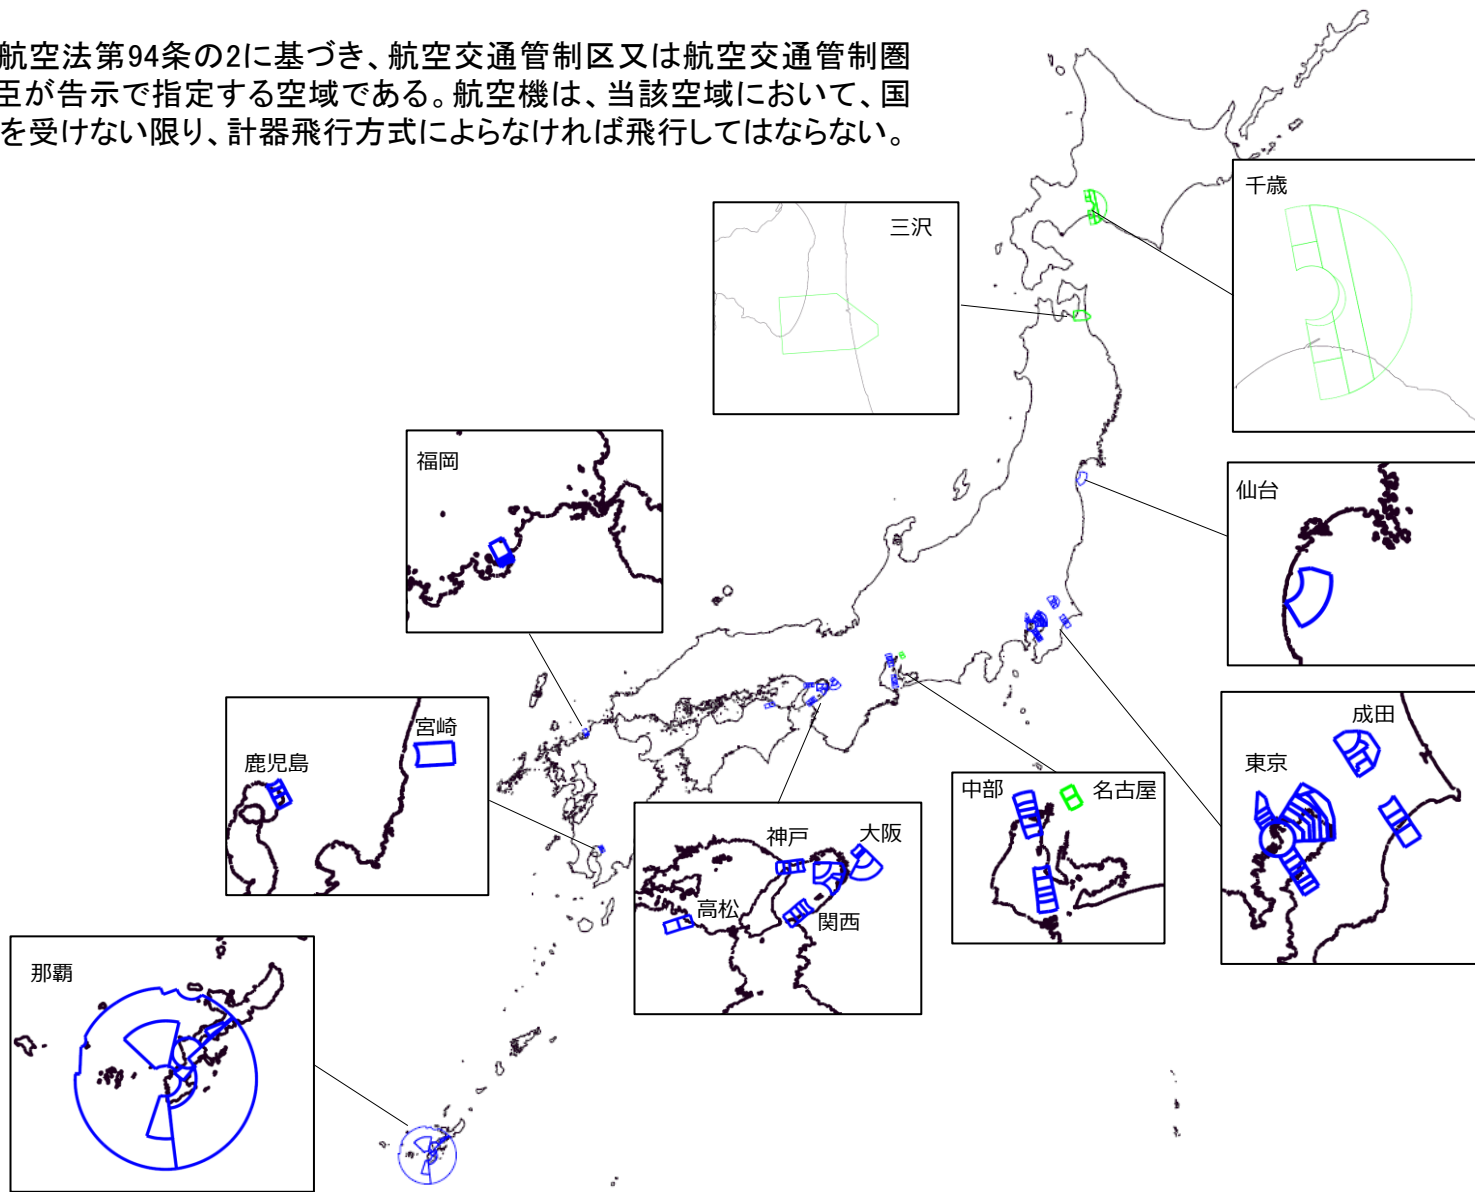 航空法第94条の2に基づき、航空交通管制区又は航空交通管制圏
臣が告示で指定する空域である。航空機は、当該空域において、国
を受けない限り、計器飛行方式によらなければ飛行してはならない。
千歳
三沢
福岡
仙台
宮崎
鹿児島
成田
東京
中部
名古屋
神戸
大阪
高松
関西
那覇